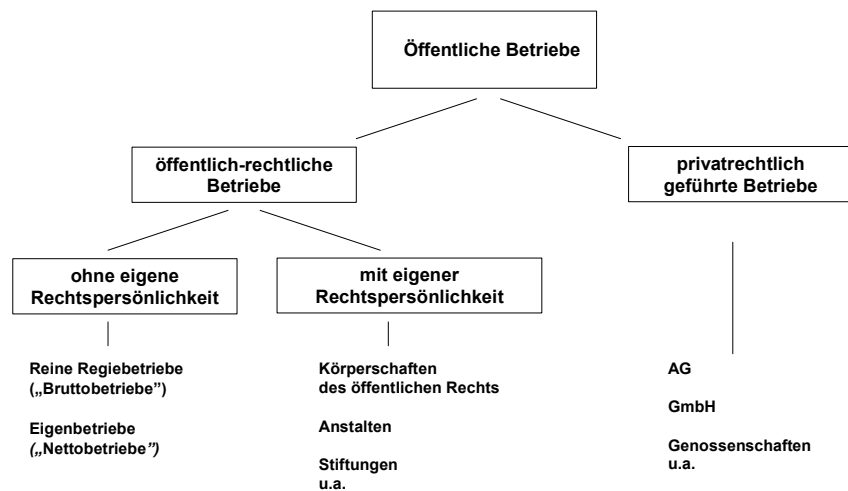 Öffentliche Betriebe
öffentlich-rechtliche
Betriebe
privatrechtlich
geführte Betriebe
ohne eigene
Rechtspersönlichkeit
mit eigener
Rechtspersönlichkeit
Reine Regiebetriebe
(„Bruttobetriebe”)
Eigenbetriebe
(„Nettobetriebe”)
Körperschaften
des öffentlichen Rechts
Anstalten
Stiftungen
u.a.
AG
GmbH
Genossenschaften
u.a.